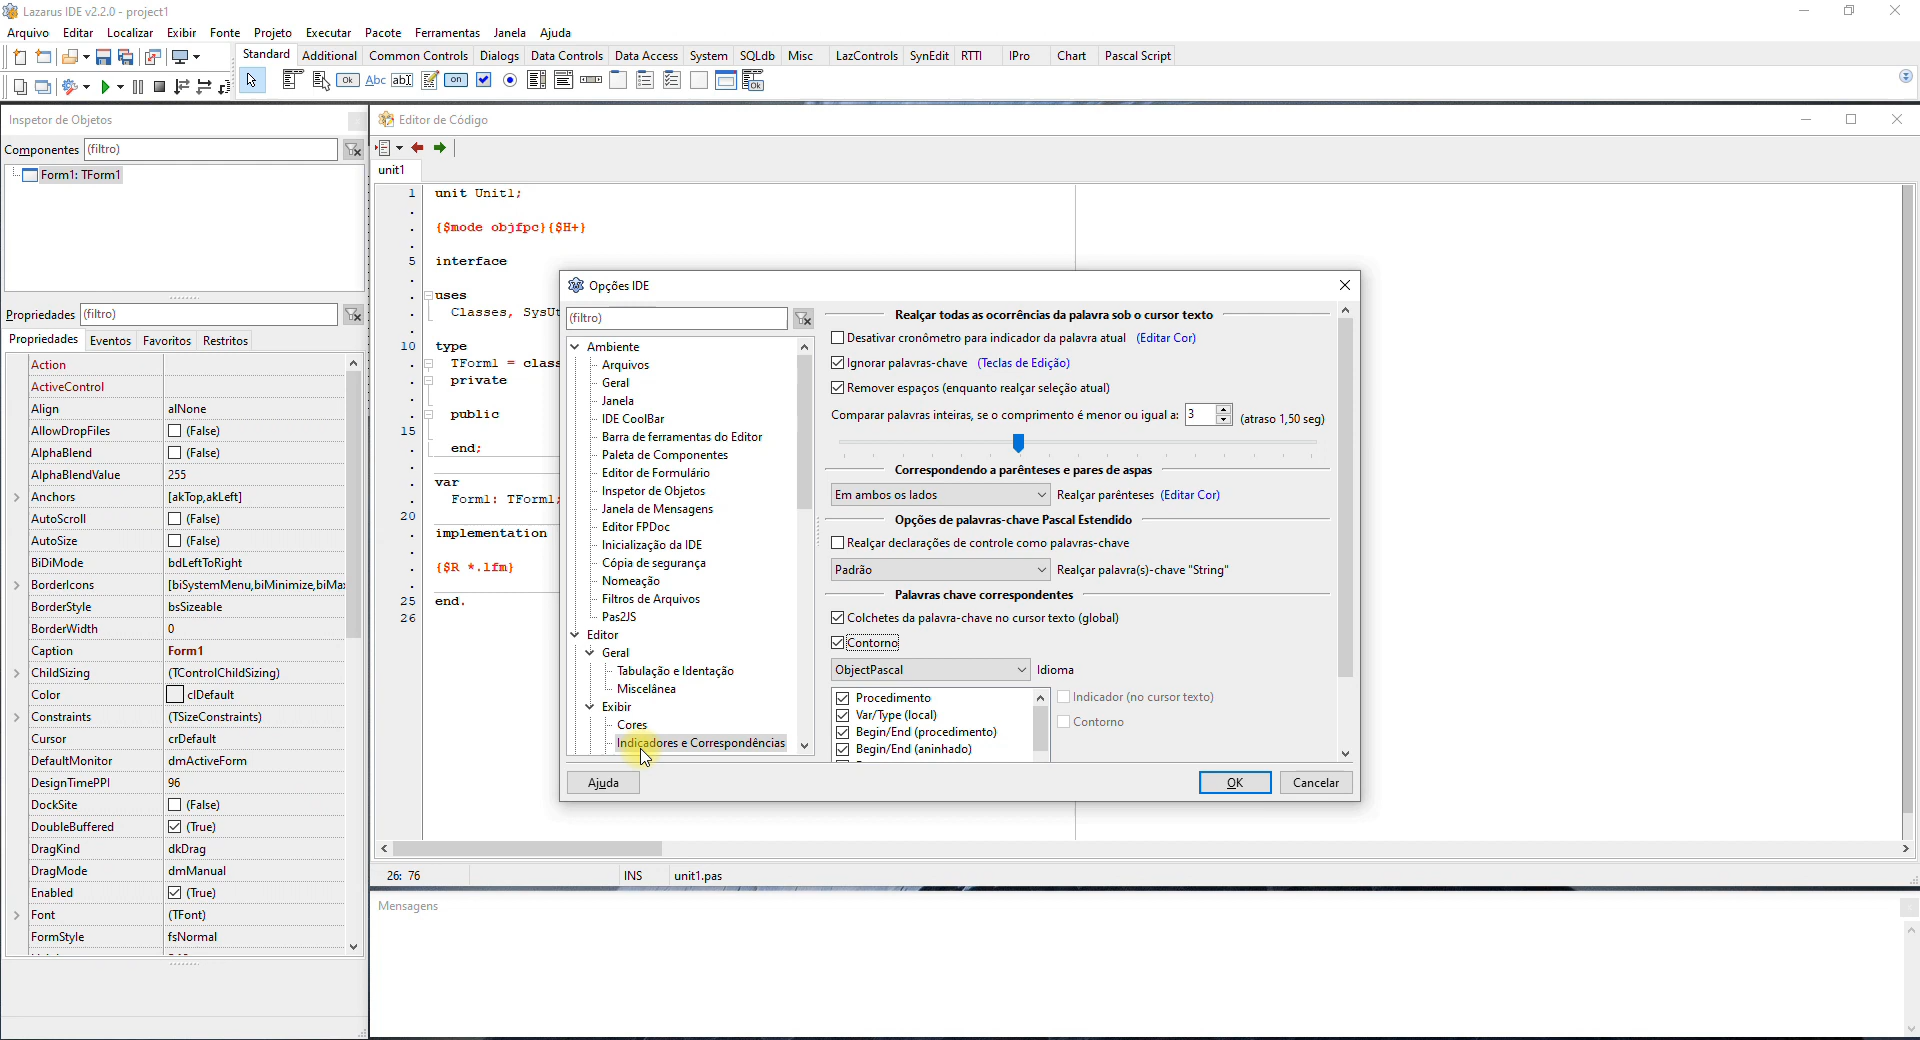 Lazarus IDE v2.2.0 - project1
Arquivo Editar Localizar Exibir Fonte Projeto Executar Pacote Ferramentas Janela Ajuda
Standard Additional Common Controls Dialogs Data Controls Data Access System SQLdb Misc LazControls SynEdit RTTI IPro Chart Pascal Script
Ok Abc abI on Ok
Inspetor de Objetos
Componentes (filtro)
Form1: TForm1
Propriedades (filtro)
Propriedades Eventos Favoritos Restritos
Action
ActiveControl
Align alNone
AllowDropFiles (False)
AlphaBlend (False)
AlphaBlendValue 255
Anchors [akTop,akLeft]
AutoScroll (False)
AutoSize (False)
BiDiMode bdLeftToRight
BorderIcons [biSystemMenu,biMinimize,biMa
BorderStyle bsSizeable
BorderWidth 0
Caption Form1
ChildSizing (TControlChildSizing)
Color clDefault
Constraints (TSizeConstraints)
Cursor crDefault
DefaultMonitor dmActiveForm
DesignTimePPI 96
DockSite (False)
DoubleBuffered (True)
DragKind dkDrag
DragMode dmManual
Enabled (True)
Font (TFont)
FormStyle fsNormal
Editor de Código
unit1
1 unit Unit1;
{$mode objfpc}{$H+}
5 interface
uses
Classes, SysUt
10 type
TForm1 = class
private
public
15
end;
var
Form1: TForm1;
20
implementation
{$R *.lfm}
25 end.
26
26: 76 INS unit1.pas
Mensagens
Opções IDE
(filtro)
Ambiente
Arquivos
Geral
Janela
IDE CoolBar
Barra de ferramentas do Editor
Paleta de Componentes
Editor de Formulário
Inspetor de Objetos
Janela de Mensagens
Editor FPDoc
Inicialização da IDE
Cópia de segurança
Nomeação
Filtros de Arquivos
Pas2JS
Editor
Geral
Tabulação e Identação
Miscelânea
Exibir
Cores
Indicadores e Correspondências
Realçar todas as ocorrências da palavra sob o cursor texto
Desativar cronômetro para indicador da palavra atual (Editar Cor)
Ignorar palavras-chave (Teclas de Edição)
Remover espaços (enquanto realçar seleção atual)
Comparar palavras inteiras, se o comprimento é menor ou igual a: 3 (atraso 1,50 seg)
Correspondendo a parênteses e pares de aspas
Em ambos os lados Realçar parênteses (Editar Cor)
Opções de palavras-chave Pascal Estendido
Realçar declarações de controle como palavras-chave
Padrão Realçar palavra(s)-chave "String"
Palavras chave correspondentes
Colchetes da palavra-chave no cursor texto (global)
Contorno
ObjectPascal Idioma
Procedimento
Var/Type (local)
Begin/End (procedimento)
Begin/End (aninhado)
Indicador (no cursor texto)
Contorno
Ajuda OK Cancelar